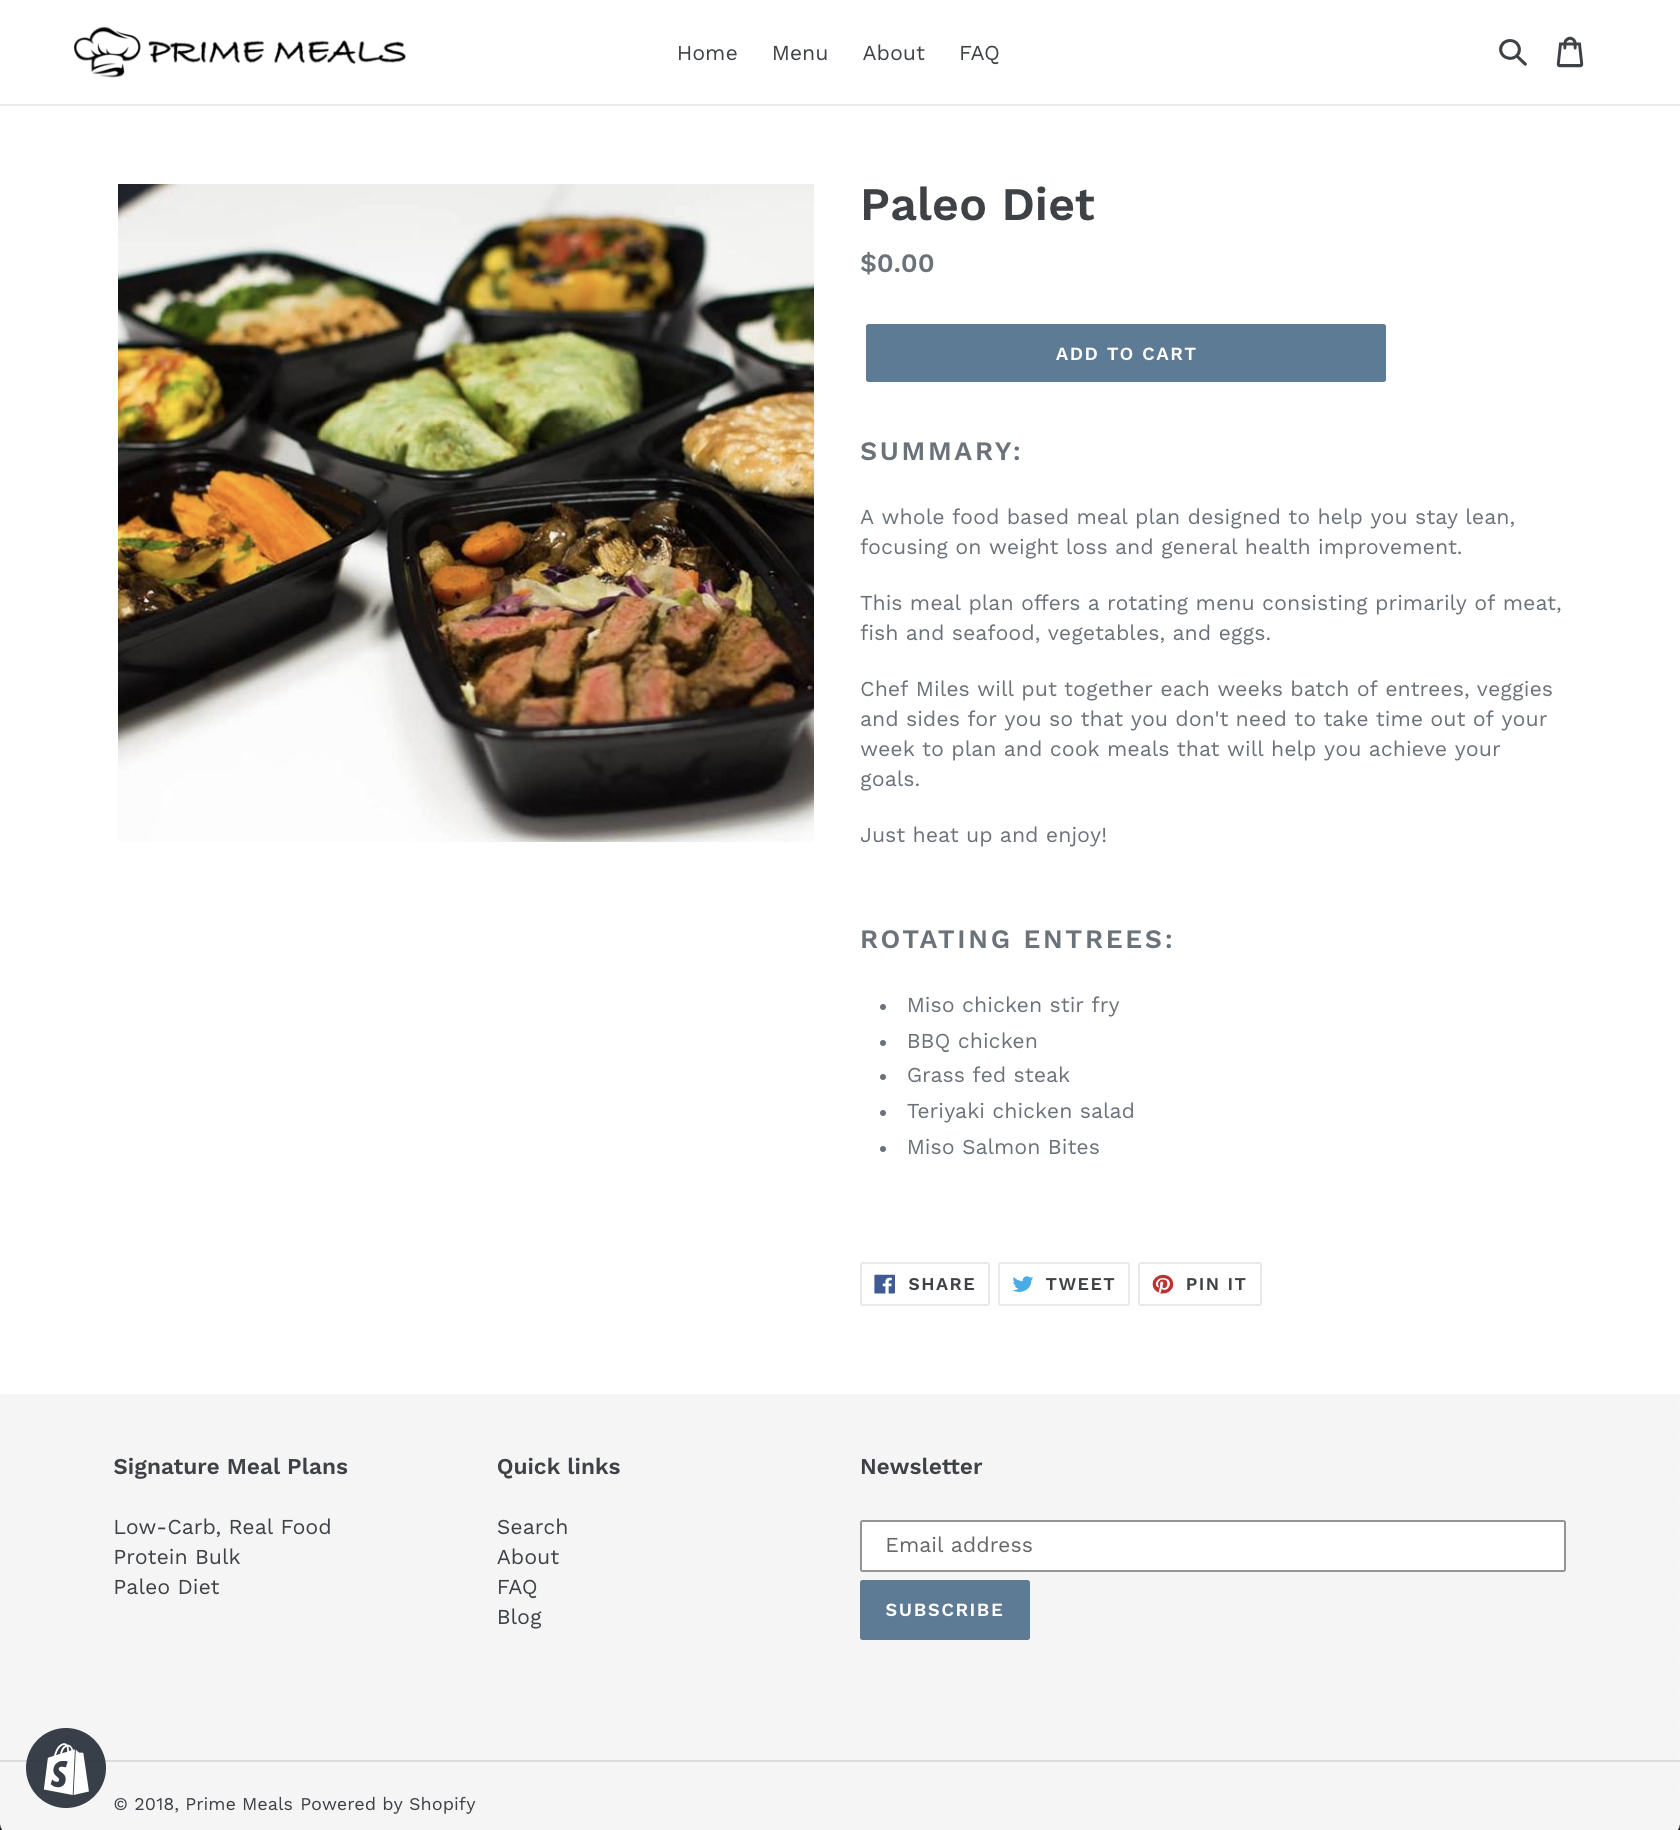 PRIME MEALS
Home Menu About FAQ
Paleo Diet
$0.00
ADD TO CART
SUMMARY:
A whole food based meal plan designed to help you stay lean,
focusing on weight loss and general health improvement.
This meal plan offers a rotating menu consisting primarily of meat,
fish and seafood, vegetables, and eggs.
Chef Miles will put together each weeks batch of entrees, veggies
and sides for you so that you don't need to take time out of your
week to plan and cook meals that will help you achieve your
goals.
Just heat up and enjoy!
ROTATING ENTREES:
Miso chicken stir fry
BBQ chicken
Grass fed steak
Teriyaki chicken salad
Miso Salmon Bites
SHARE TWEET PIN IT
Signature Meal Plans
Low-Carb, Real Food
Protein Bulk
Paleo Diet
Quick links
Search
About
FAQ
Blog
Newsletter
Email address
SUBSCRIBE
© 2018, Prime Meals Powered by Shopify